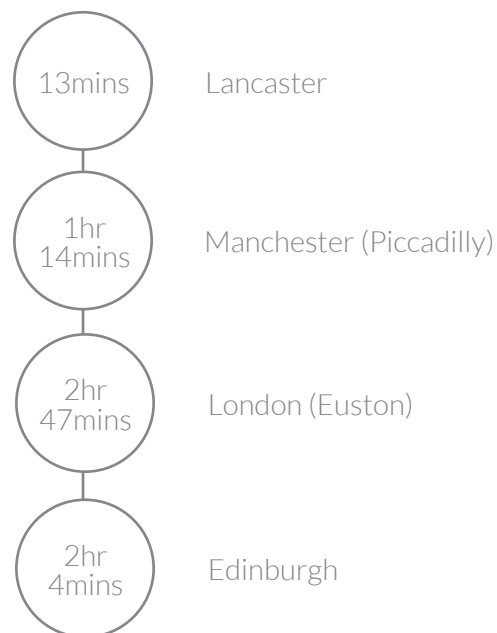 13mins
Lancaster
1hr
14mins
Manchester (Piccadilly)
2hr
47mins
London (Euston)
2hr
4mins
Edinburgh